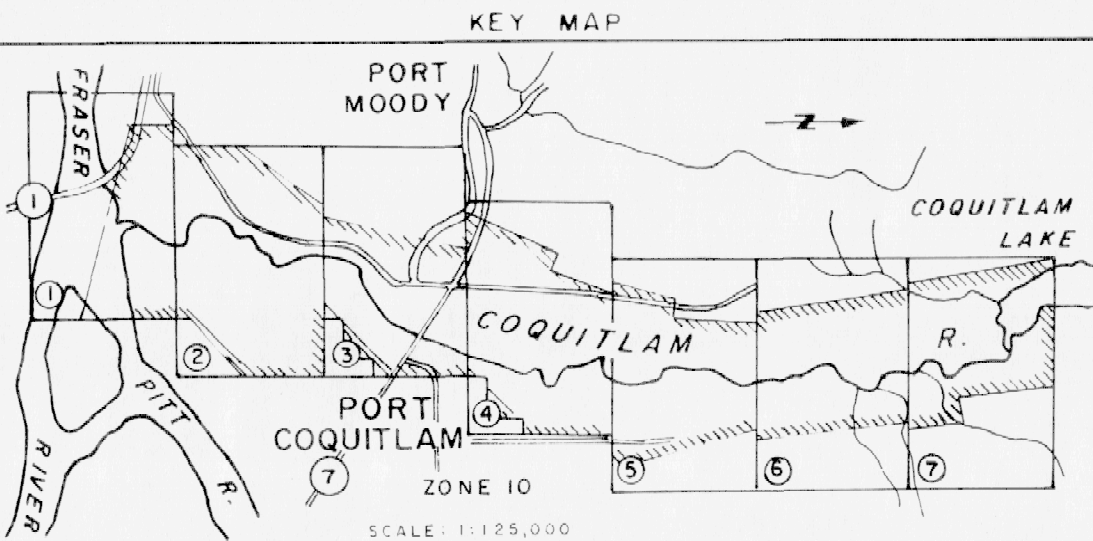 KEY MAP
PORT
MOODY
FRASER
N
COQUITLAM
LAKE
1
1
COQUITLAM
R.
2
3
PORT
COQUITLAM
4
PITT
R.
RIVER
7
ZONE 10
5
6
7
SCALE: 1:125,000